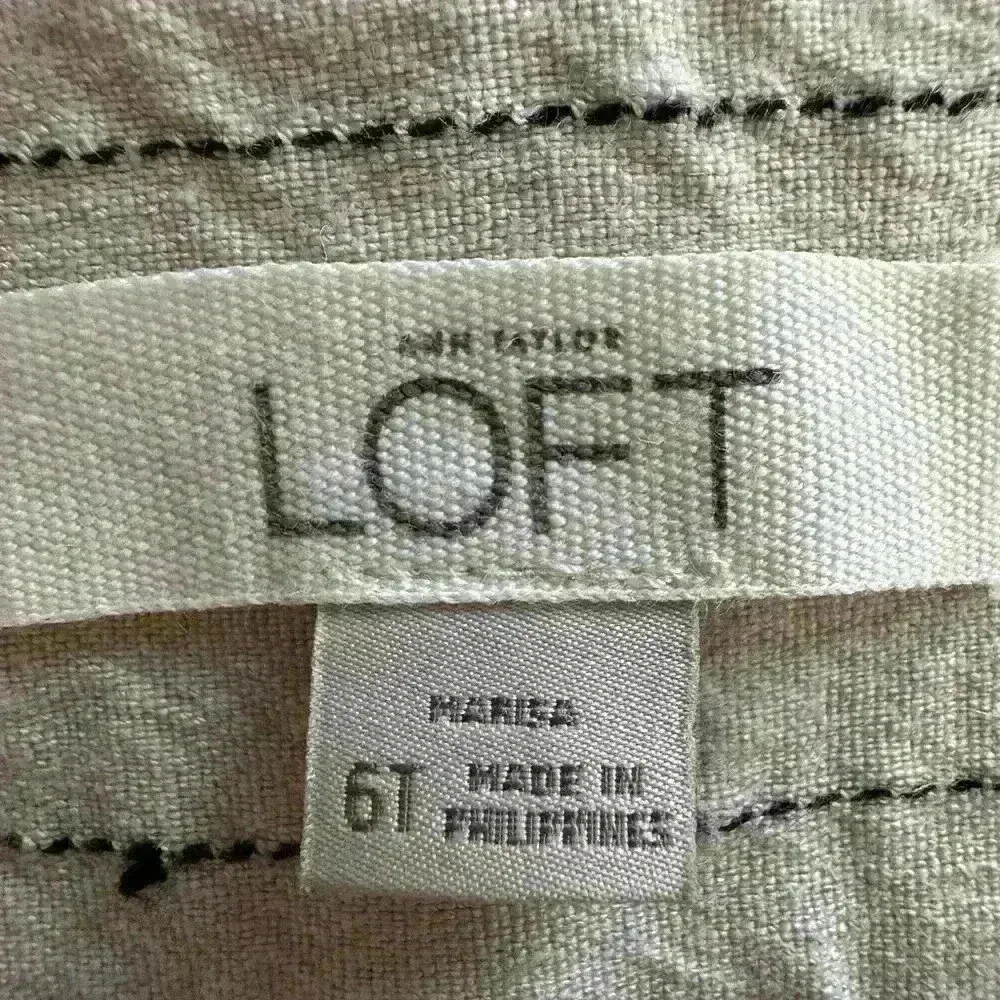 ANN TAYLOR
LOFT
MARISA
6T
MADE IN
PHILIPPINES